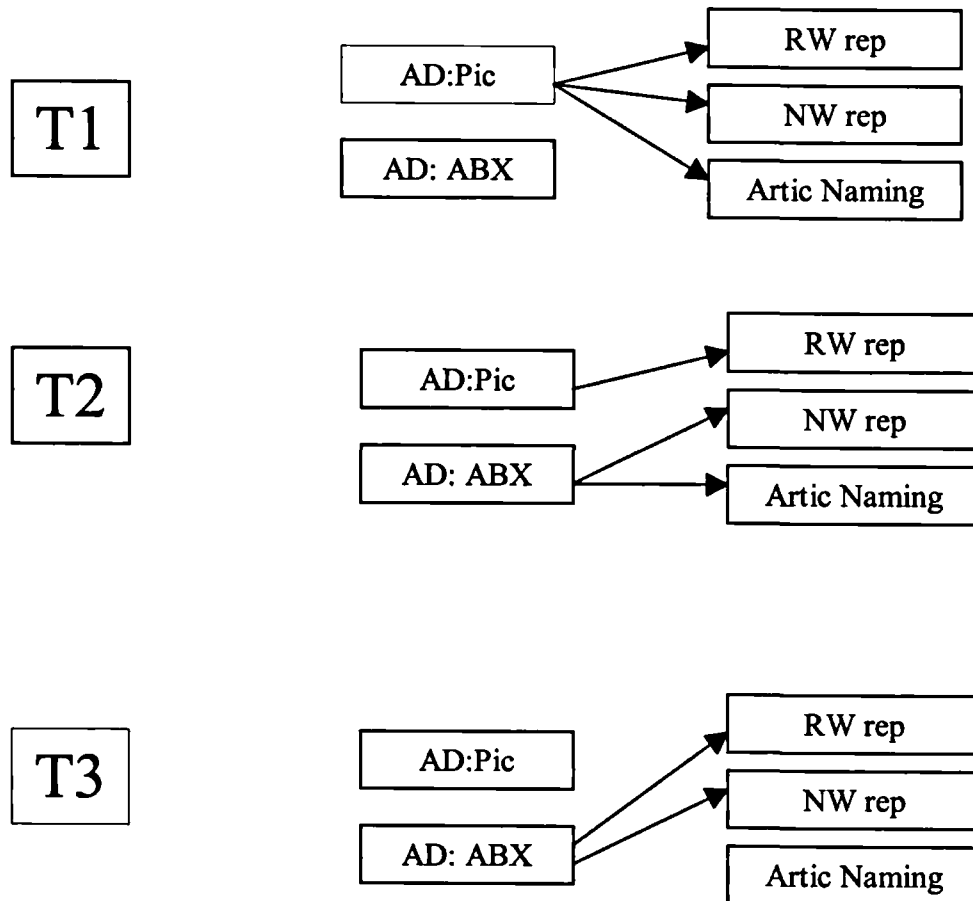 T1
AD:Pic
AD: ABX
RW rep
NW rep
Artic Naming
T2
AD:Pic
AD: ABX
RW rep
NW rep
Artic Naming
T3
AD:Pic
AD: ABX
RW rep
NW rep
Artic Naming